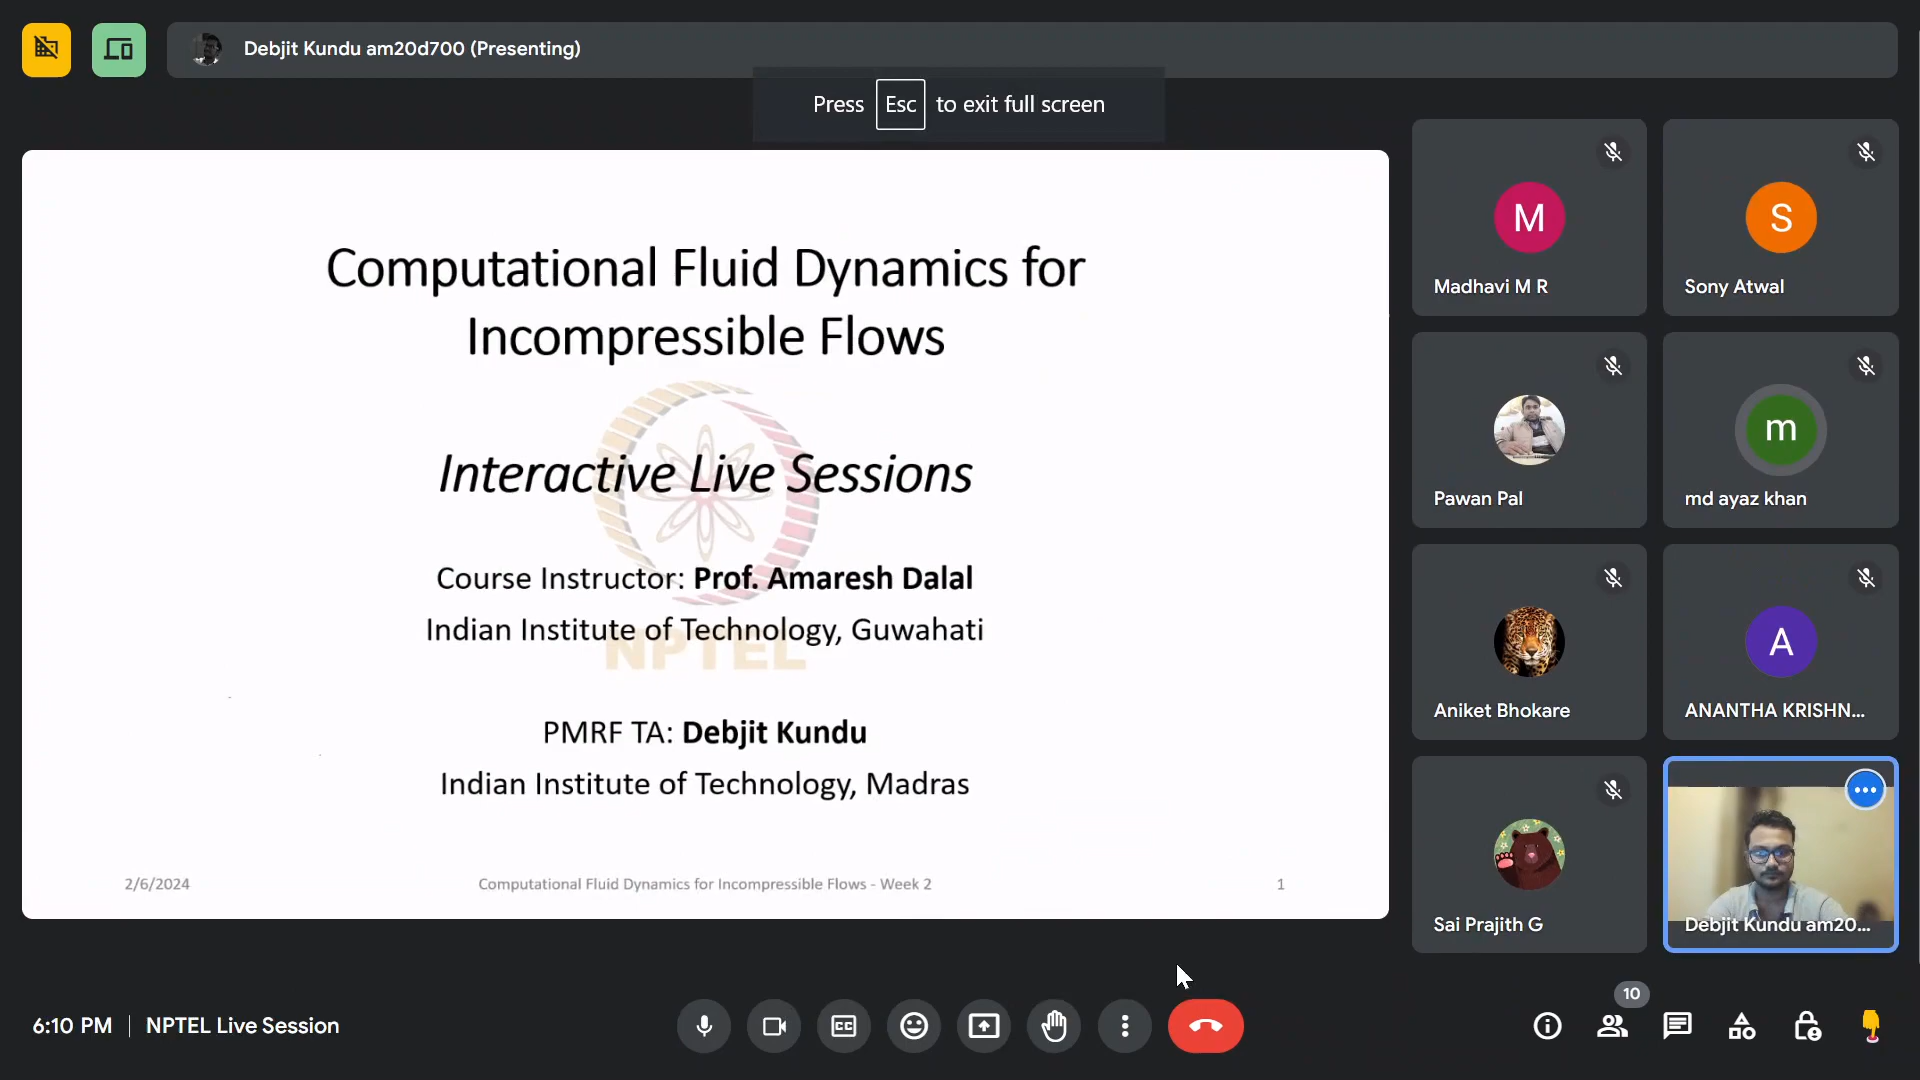 Debjit Kundu am20d700 (Presenting)
Press Esc to exit full screen
Computational Fluid Dynamics for
Incompressible Flows
Interactive Live Sessions
Course Instructor: Prof. Amaresh Dalal
Indian Institute of Technology, Guwahati
NPTEL
PMRF TA: Debjit Kundu
Indian Institute of Technology, Madras
2/6/2024
Computational Fluid Dynamics for Incompressible Flows - Week 2
1
M
Madhavi M R
S
Sony Atwal
Pawan Pal
m
md ayaz khan
Aniket Bhokare
A
ANANTHA KRISHN...
Sai Prajith G
Debjit Kundu am20...
6:10 PM
NPTEL Live Session
CC
10